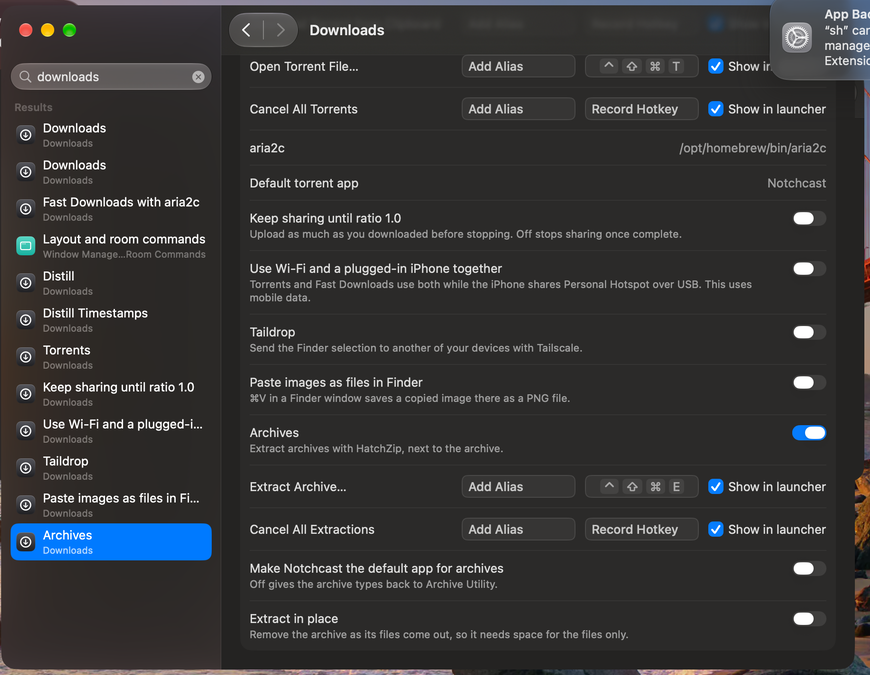 Downloads
App Bac
"sh" can
manage
Extensio
downloads
Results
Downloads
Downloads
Downloads
Downloads
Fast Downloads with aria2c
Downloads
Layout and room commands
Window Manage...Room Commands
Distill
Downloads
Distill Timestamps
Downloads
Torrents
Downloads
Keep sharing until ratio 1.0
Downloads
Use Wi-Fi and a plugged-i...
Downloads
Taildrop
Downloads
Paste images as files in Fi...
Downloads
Archives
Downloads
Open Torrent File... Add Alias ⌃ ⇧ ⌘ T Show in
Cancel All Torrents Add Alias Record Hotkey Show in launcher
aria2c /opt/homebrew/bin/aria2c
Default torrent app Notchcast
Keep sharing until ratio 1.0
Upload as much as you downloaded before stopping. Off stops sharing once complete.
Use Wi-Fi and a plugged-in iPhone together
Torrents and Fast Downloads use both while the iPhone shares Personal Hotspot over USB. This uses
mobile data.
Taildrop
Send the Finder selection to another of your devices with Tailscale.
Paste images as files in Finder
⌘V in a Finder window saves a copied image there as a PNG file.
Archives
Extract archives with HatchZip, next to the archive.
Extract Archive... Add Alias ⌃ ⇧ ⌘ E Show in launcher
Cancel All Extractions Add Alias Record Hotkey Show in launcher
Make Notchcast the default app for archives
Off gives the archive types back to Archive Utility.
Extract in place
Remove the archive as its files come out, so it needs space for the files only.